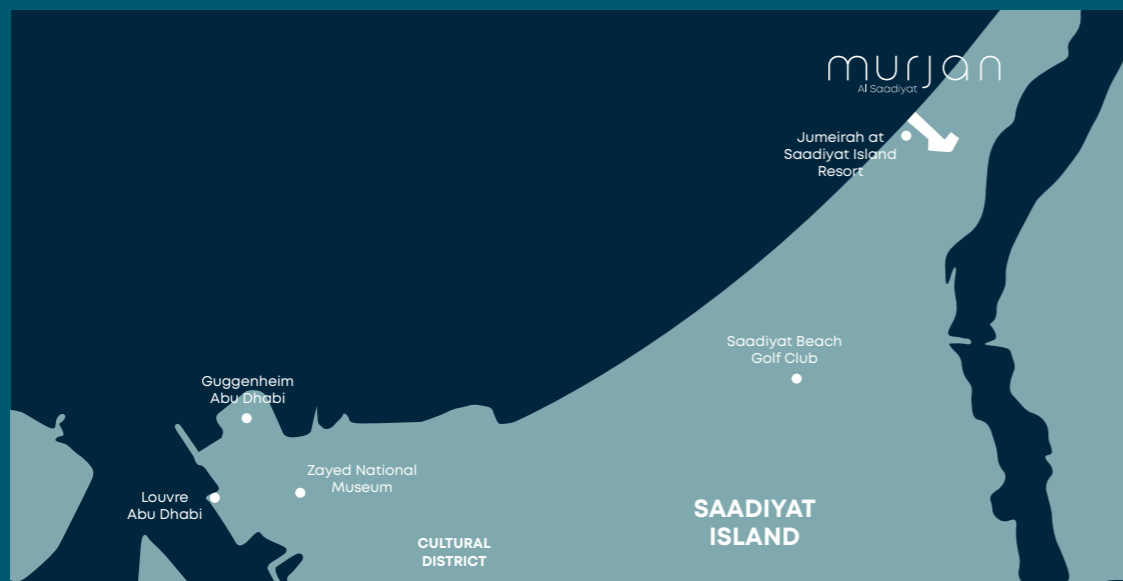 murjan
Al Saadiyat
Jumeirah at
Saadiyat Island
Resort
Saadiyat Beach
Golf Club
Guggenheim
Abu Dhabi
Zayed National
Museum
Louvre
Abu Dhabi
SAADIYAT
ISLAND
CULTURAL
DISTRICT